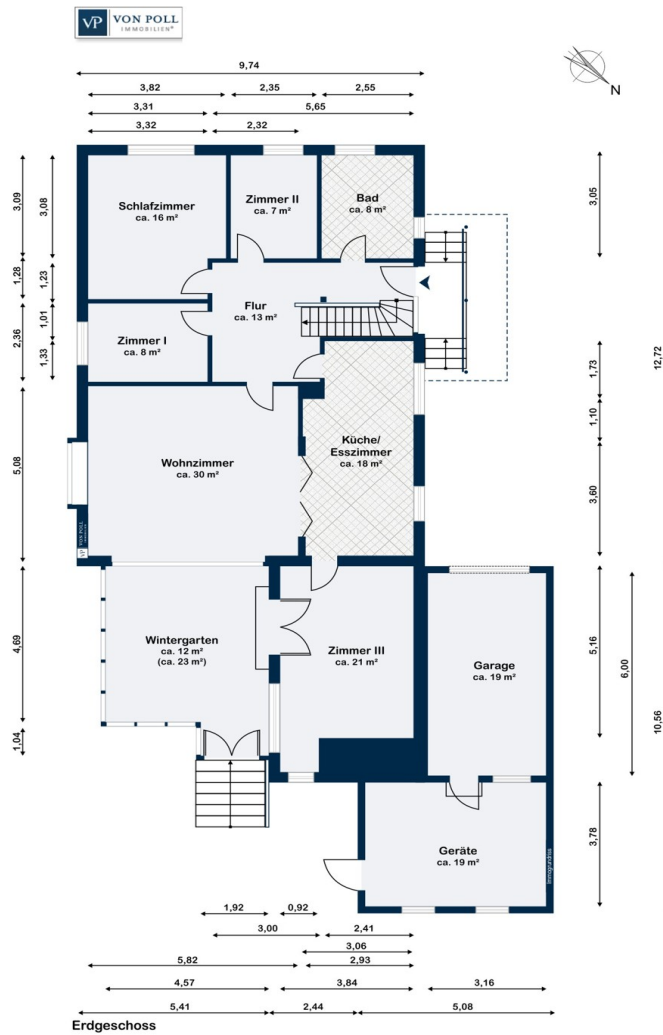 VP VON POLL
IMMOBILIEN®
N
9,74
3,82 2,35 2,55
3,31 5,65
3,32 2,32
3,09
3,08
1,28
1,23
2,36
1,01
1,33
5,08
4,69
1,04
Schlafzimmer
ca. 16 m²
Zimmer II
ca. 7 m²
Bad
ca. 8 m²
Flur
ca. 13 m²
Zimmer I
ca. 8 m²
Wohnzimmer
ca. 30 m²
Küche/
Esszimmer
ca. 18 m²
VP VON POLL
Wintergarten
ca. 12 m²
(ca. 23 m²)
Zimmer III
ca. 21 m²
Garage
ca. 19 m²
Geräte
ca. 19 m²
Immogrundriss
3,05
1,73
12,72
1,10
3,60
5,16
6,00
10,56
3,78
1,92 0,92
3,00 2,41
3,06
5,82 2,93
4,57 3,84 3,16
5,41 2,44 5,08
Erdgeschoss